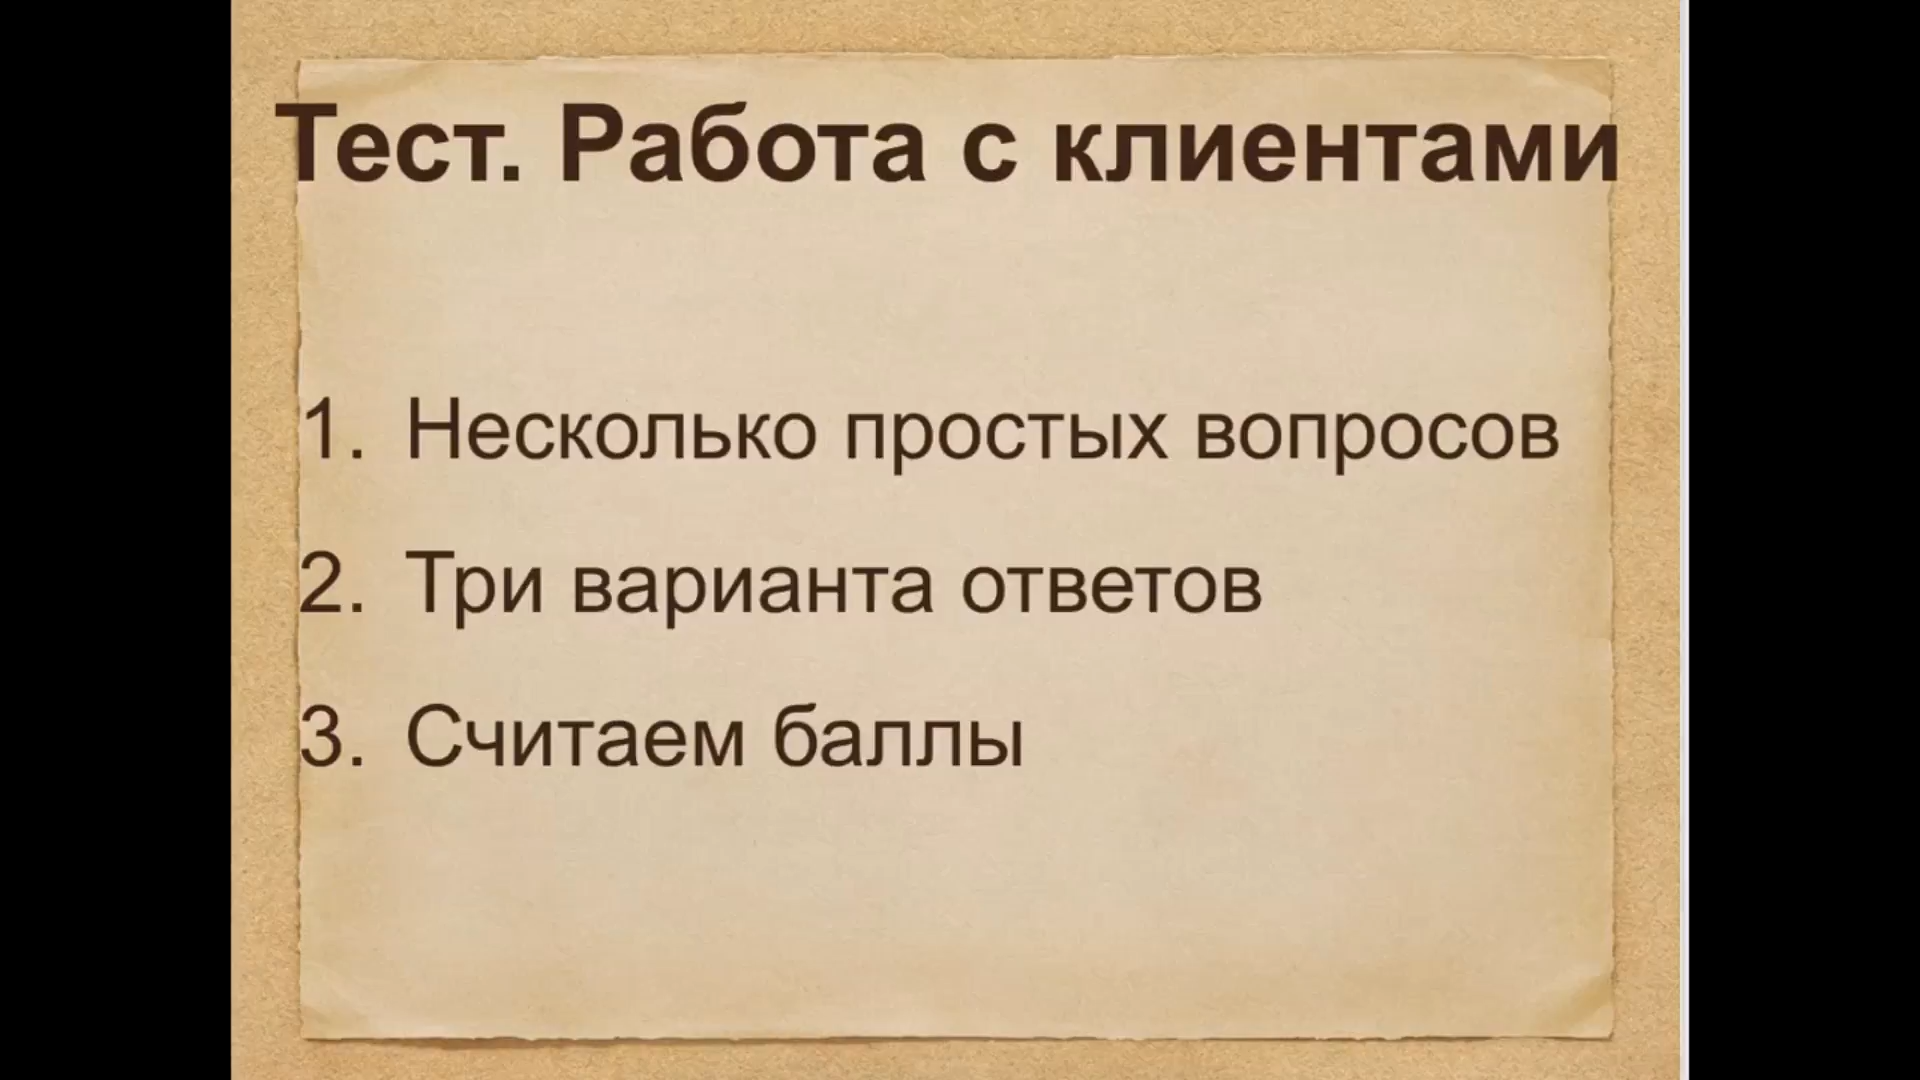 Тест. Работа с клиентами
1. Несколько простых вопросов
2. Три варианта ответов
3. Считаем баллы